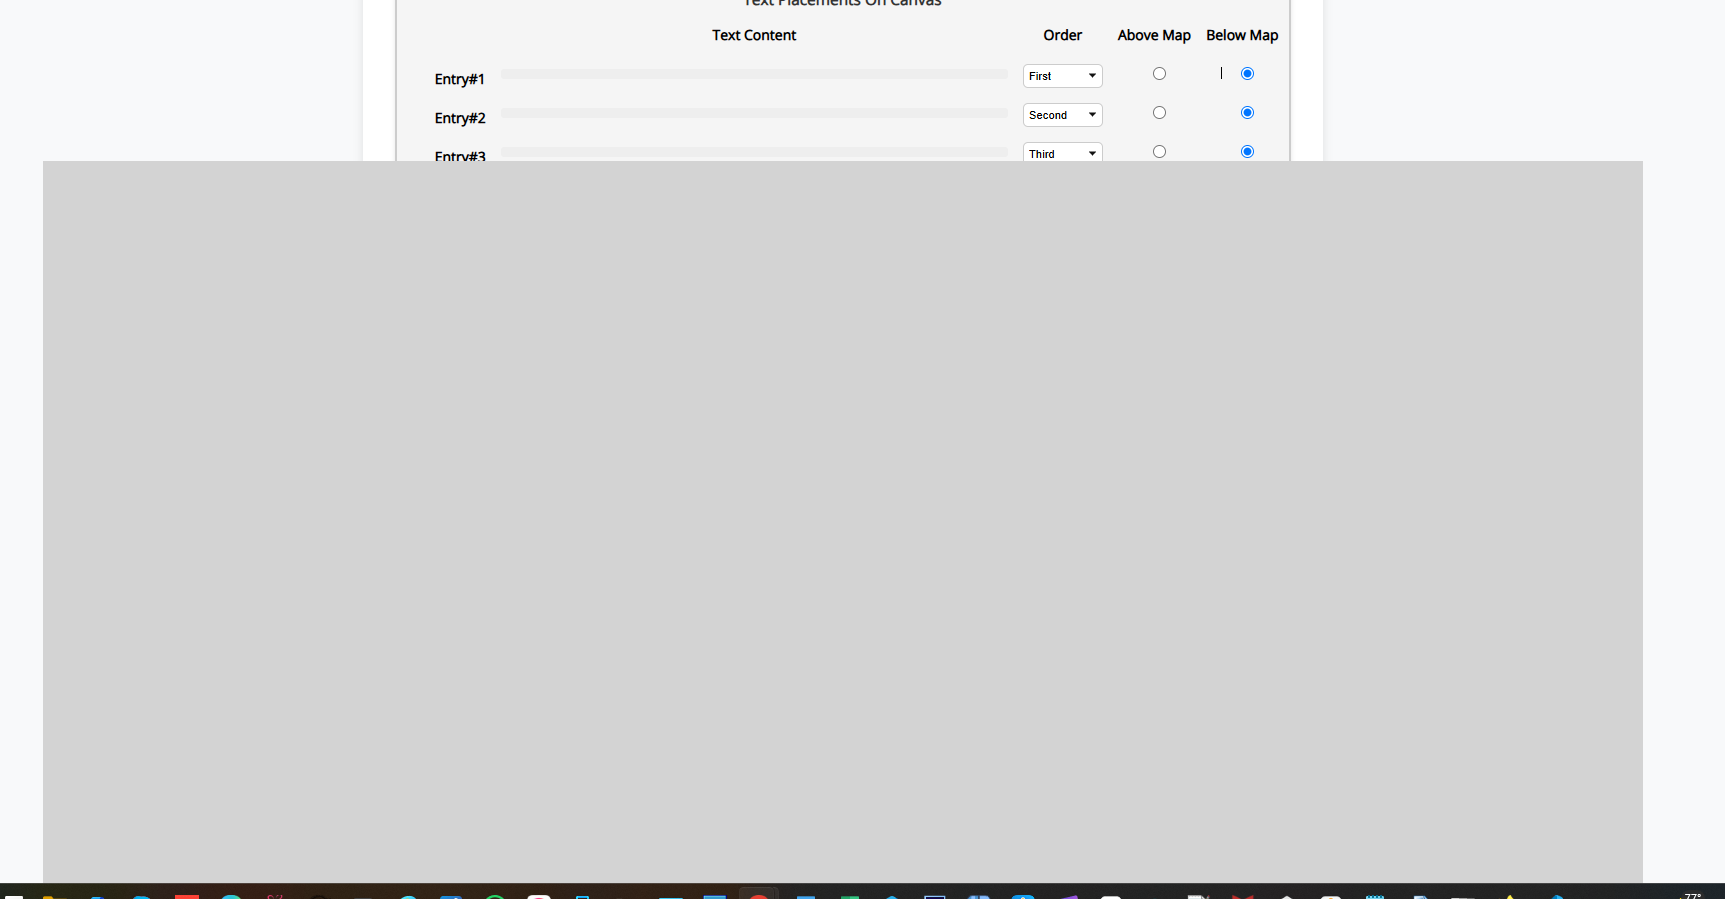 Text Placements On Canvas
Text Content Order Above Map Below Map
Entry#1 First
Entry#2 Second
Entry#3 Third
77°